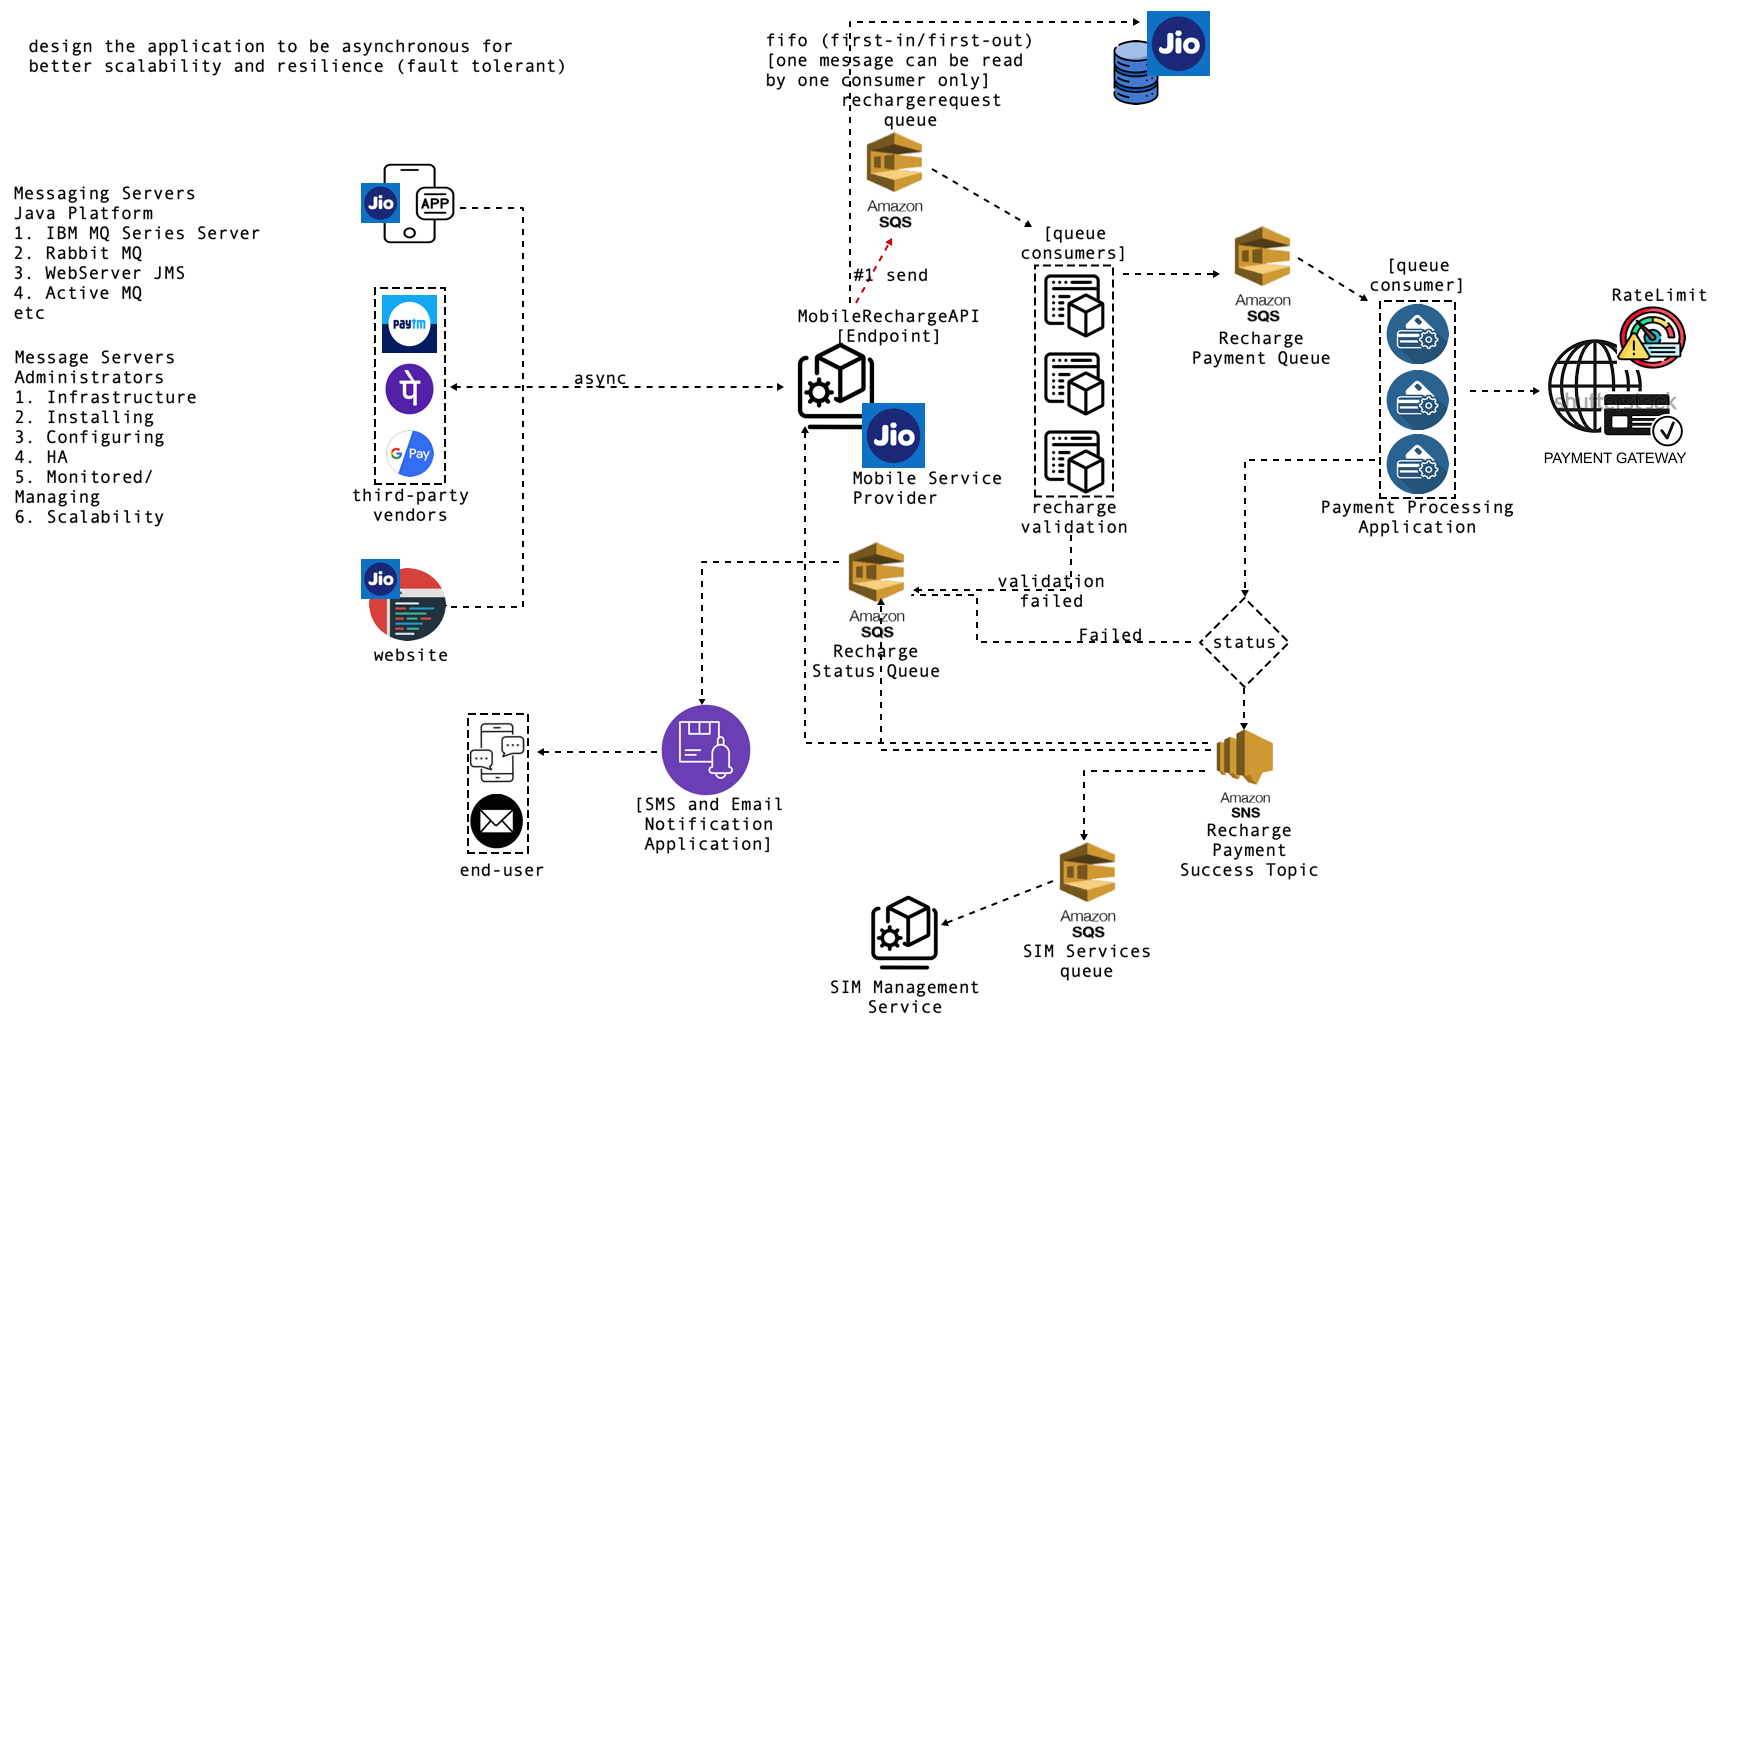 design the application to be asynchronous for
better scalability and resilience (fault tolerant)
fifo (first-in/first-out)
[one message can be read
by one consumer only]
rechargerequest
queue
Jio
Amazon
SQS
Messaging Servers
Java Platform
1. IBM MQ Series Server
2. Rabbit MQ
3. WebServer JMS
4. Active MQ
etc
Message Servers
Administrators
1. Infrastructure
2. Installing
3. Configuring
4. HA
5. Monitored/
Managing
6. Scalability
Jio
APP
paytm
पे
G Pay
third-party
vendors
Jio
website
async
#1 send
MobileRechargeAPI
[Endpoint]
Jio
Mobile Service
Provider
[queue
consumers]
recharge
validation
Amazon
SQS
Recharge
Payment Queue
[queue
consumer]
Payment Processing
Application
RateLimit
shutterstock
PAYMENT GATEWAY
validation
failed
Failed
status
Amazon
SQS
Recharge
Status Queue
[SMS and Email
Notification
Application]
end-user
Amazon
SNS
Recharge
Payment
Success Topic
Amazon
SQS
SIM Services
queue
SIM Management
Service